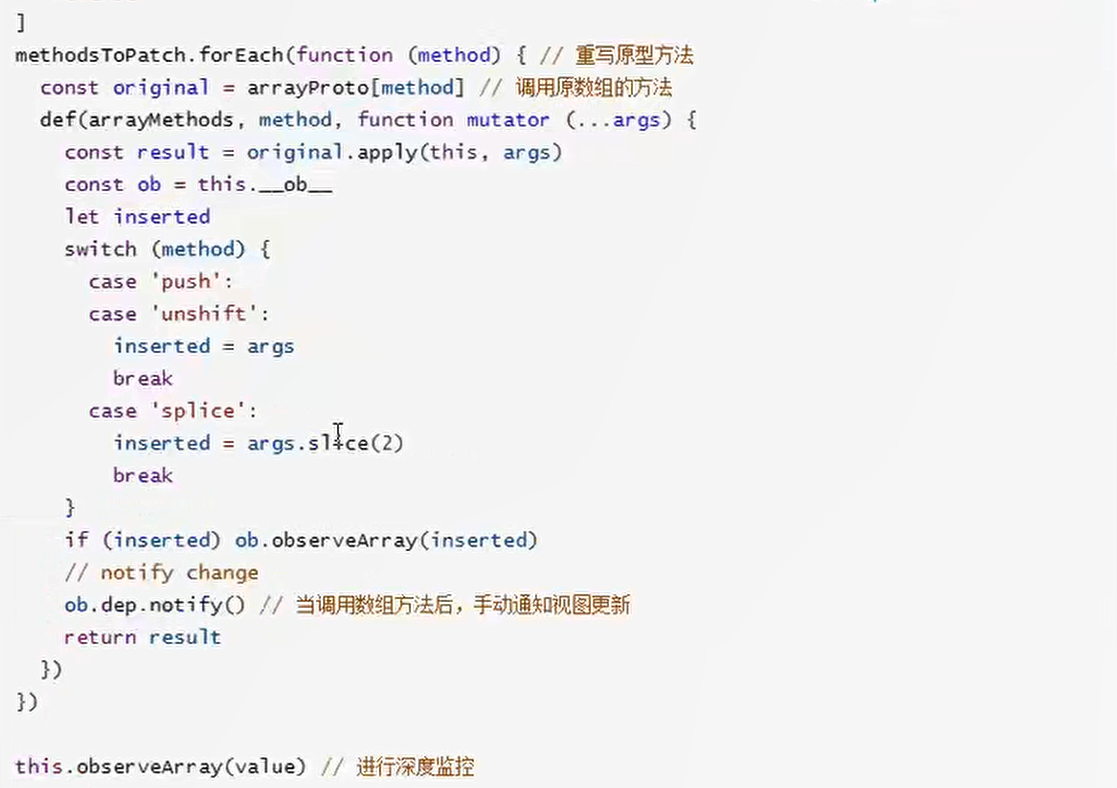 ]
methodsToPatch.forEach(function (method) { // 重写原型方法
  const original = arrayProto[method] // 调用原数组的方法
  def(arrayMethods, method, function mutator (...args) {
    const result = original.apply(this, args)
    const ob = this.__ob__
    let inserted
    switch (method) {
      case 'push':
      case 'unshift':
        inserted = args
        break
      case 'splice':
        inserted = args.slice(2)
        break
    }
    if (inserted) ob.observeArray(inserted)
    // notify change
    ob.dep.notify() // 当调用数组方法后，手动通知视图更新
    return result
  })
})
this.observeArray(value) // 进行深度监控